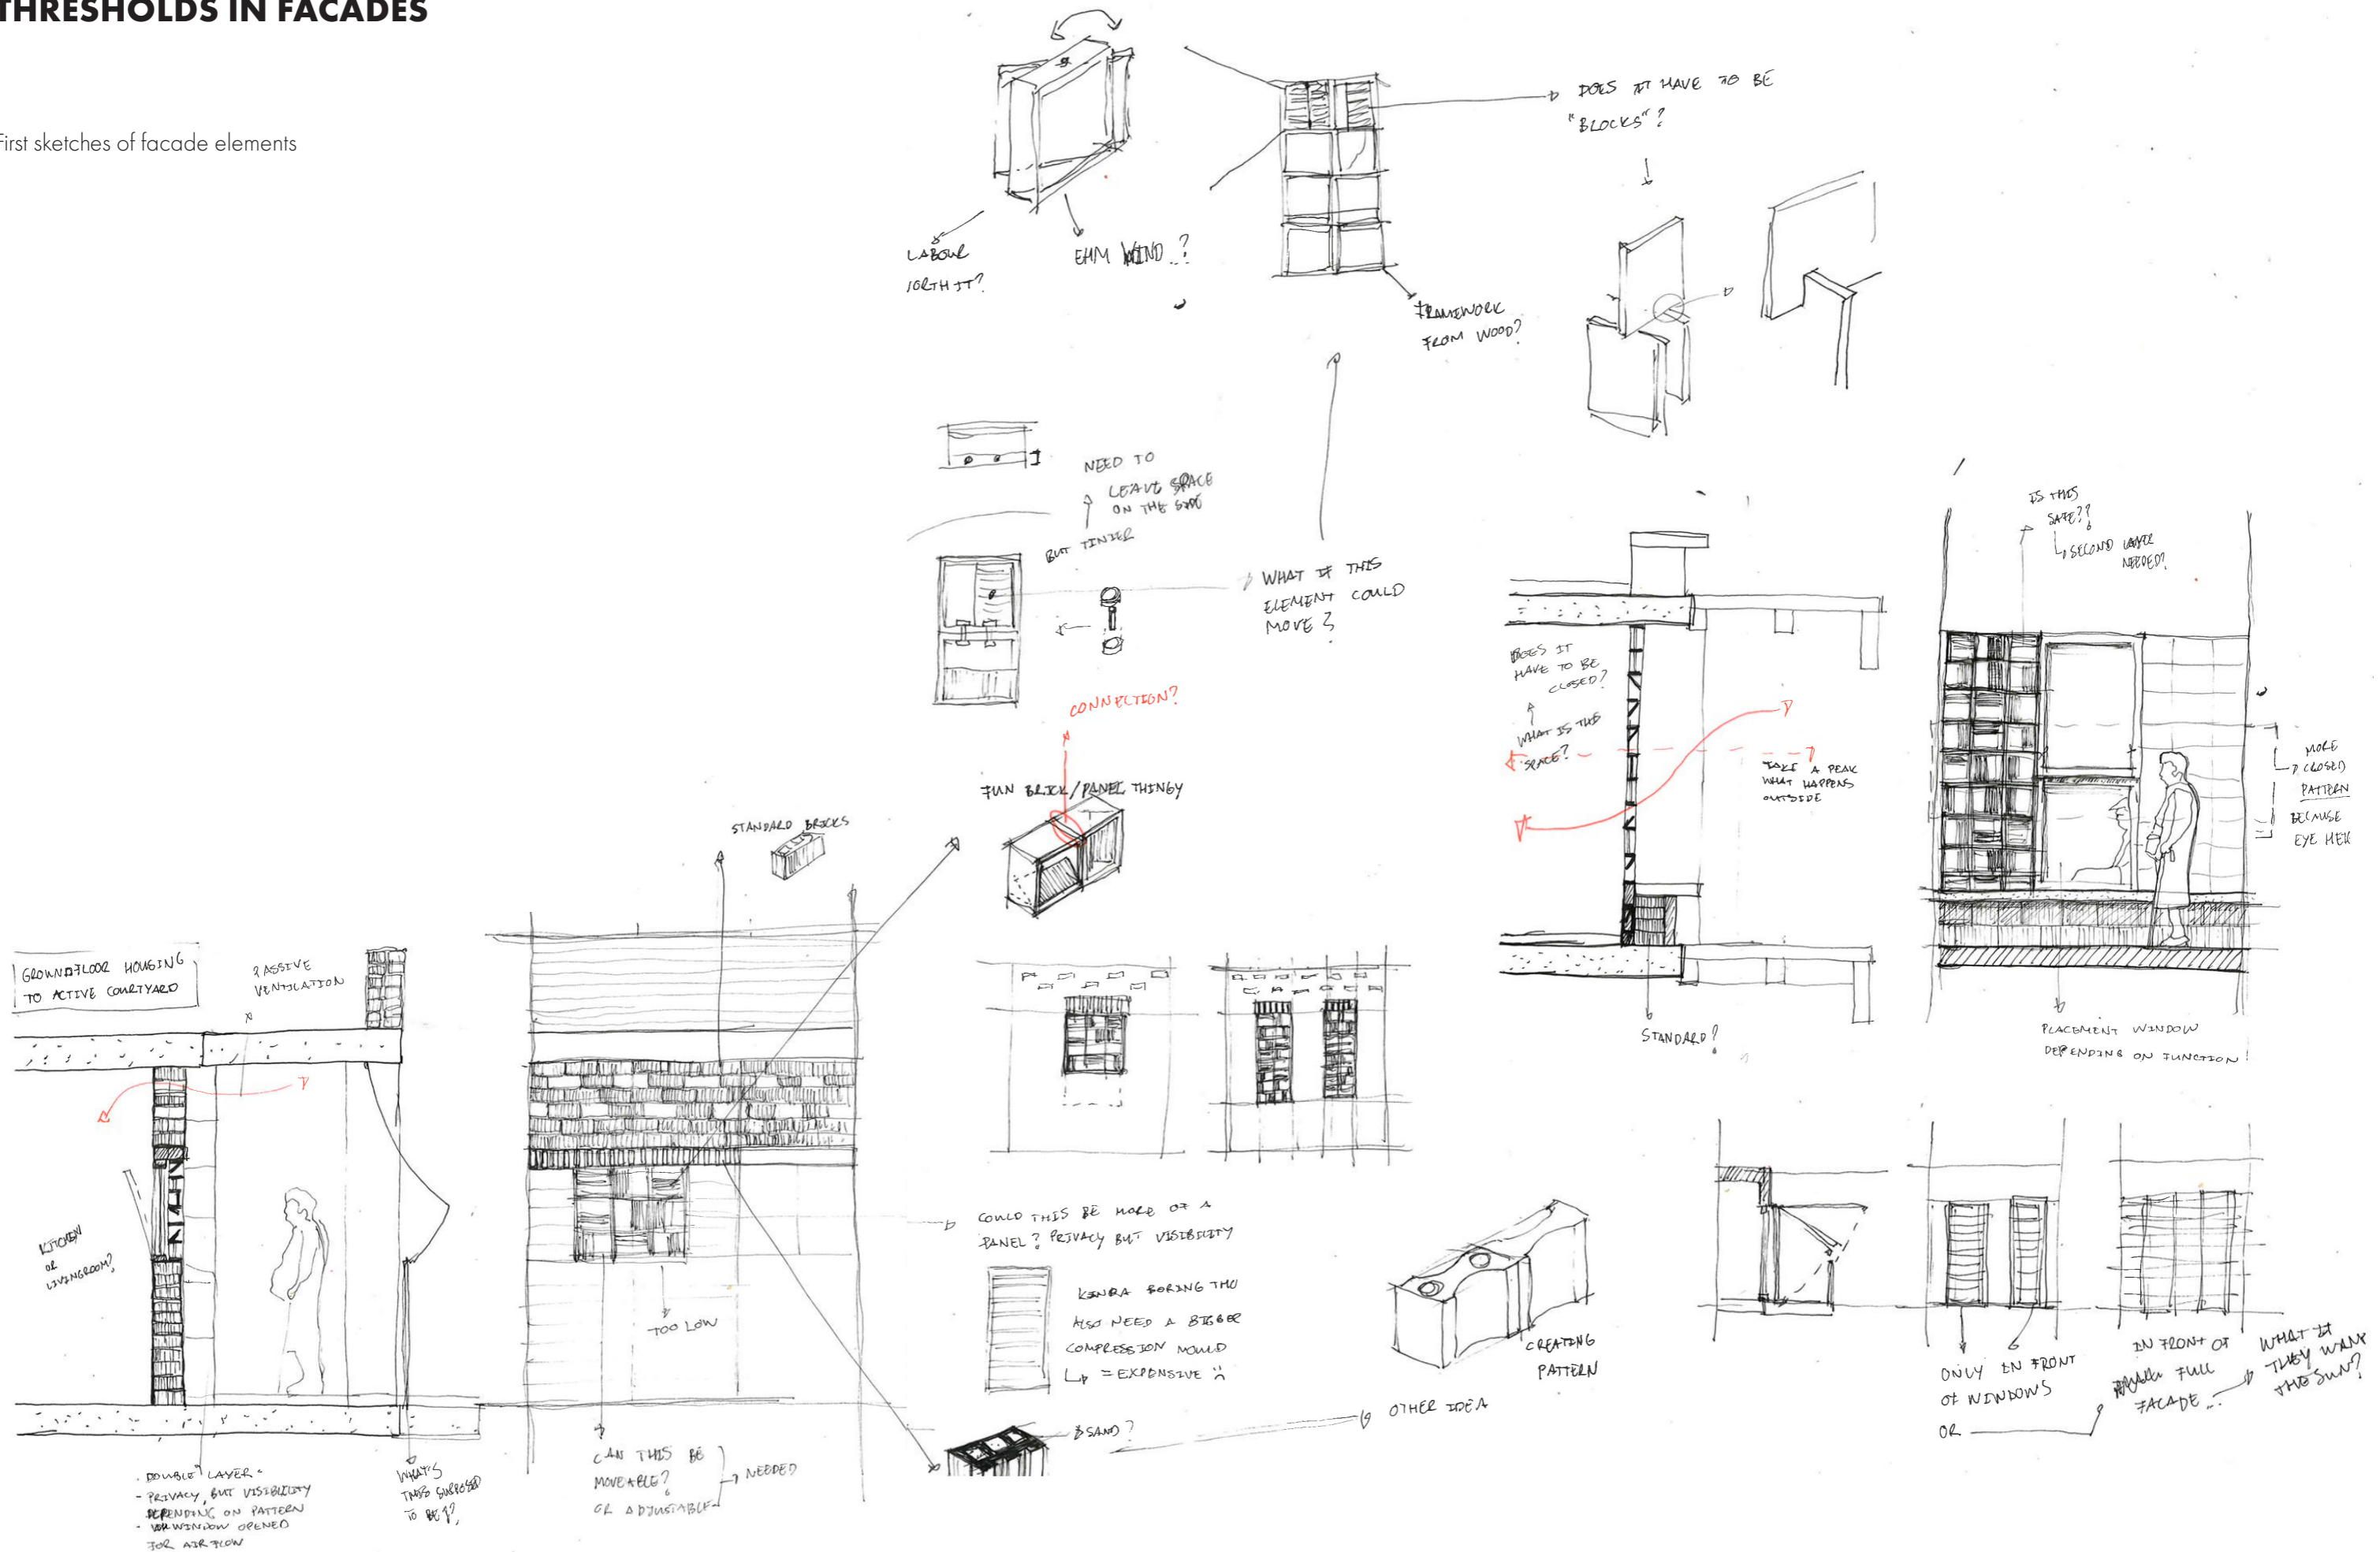 THRESHOLDS IN FACADES
First sketches of facade elements
LABOUR
IT?
EHM WIND..?
DOES IT HAVE TO BE
"BLOCKS"?
FRAMEWORK
FROM WOOD?
NEED TO
LEAVE SPACE
ON THE SIDE
BUT TINIER
WHAT IF THIS
ELEMENT COULD
MOVE?
CONNECTION?
FUN BRICK/PANEL THINGY
STANDARD BRICKS
IS THIS
SAFE??
SECOND LAYER
NEEDED?
DOES IT
HAVE TO BE
CLOSED?
WHAT IS THIS
SPACE?
TAKE A PEAK
WHAT HAPPENS
OUTSIDE
MORE
CLOSED
PATTERN
BECAUSE
EYE
STANDARD?
PLACEMENT WINDOW
DEPENDING ON FUNCTION!
GROUNDFLOOR HOUSING
TO ACTIVE COURTYARD
PASSIVE
VENTILATION
KITCHEN
OR
LIVINGROOM?
TOO LOW
COULD THIS BE MORE OF A
PANEL? PRIVACY BUT VISIBILITY
KINDA BORING THO
ALSO NEED A BIGGER
COMPRESSION MOULD
= EXPENSIVE :(
CREATING
PATTERN
OTHER IDEA
SAND?
ONLY IN FRONT
OF WINDOWS
OR
IN FRONT OF
FULL
FACADE...
WHAT IF
THEY WANT
THE SUN?
- DOUBLE LAYER
- PRIVACY, BUT VISIBILITY
DEPENDING ON PATTERN
- WINDOW OPENED
FOR AIRFLOW
WHAT'S
THIS SUPPOSED
TO BE?
CAN THIS BE
MOVEABLE?
OR ADJUSTABLE
NEEDED